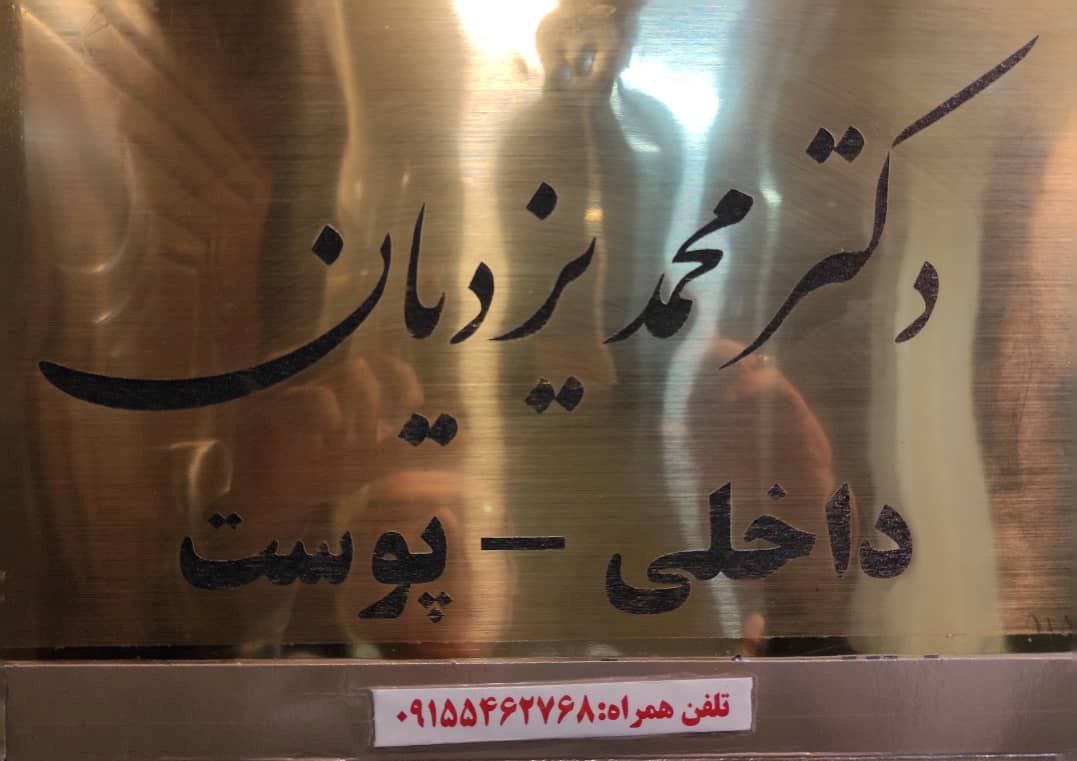 دکتر محمد یزدیان
داخلی - پوست
تلفن همراه:۰۹۱۵۵۴۶۲۷۶۸